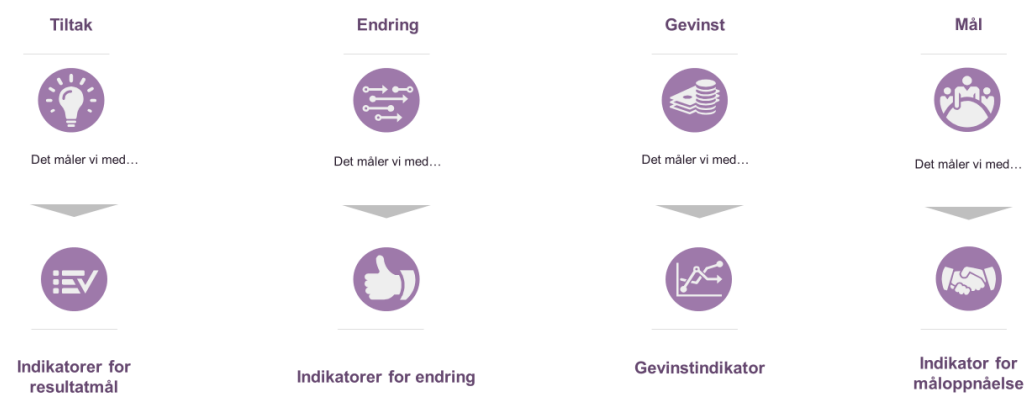 Tiltak
Endring
Gevinst
Mål
Det måler vi med…
Det måler vi med…
Det måler vi med…
Det måler vi med…
Indikatorer for
resultatmål
Indikatorer for endring
Gevinstindikator
Indikator for
måloppnåelse